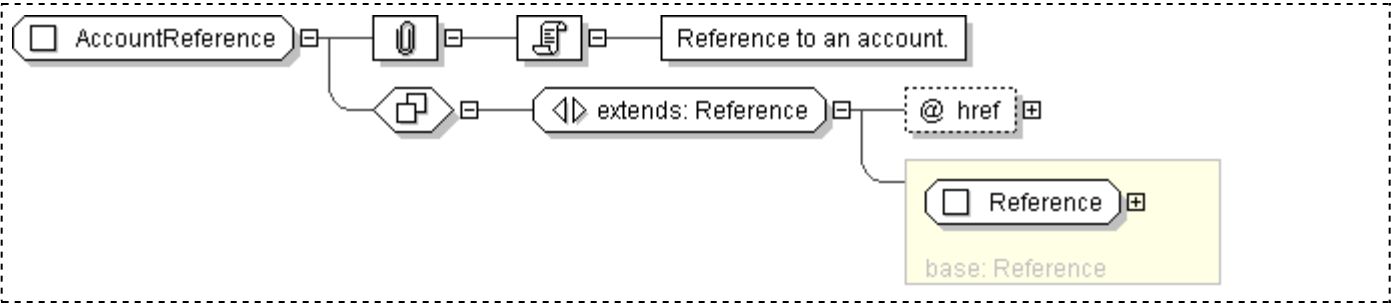 AccountReference
Reference to an account.
extends: Reference
@ href
Reference
base: Reference